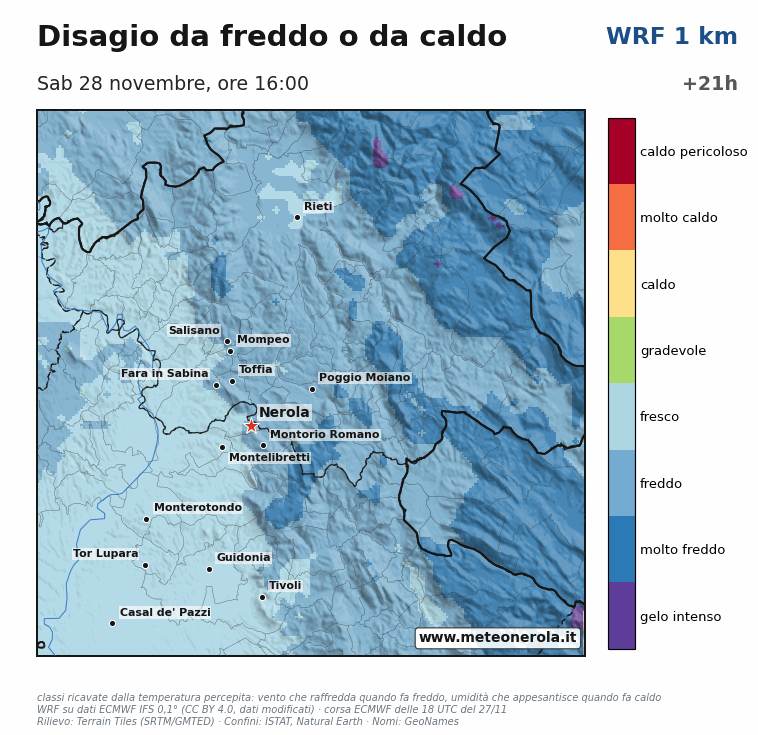 Disagio da freddo o da caldo
WRF 1 km
Sab 28 novembre, ore 16:00
+21h
Rieti
Salisano
Mompeo
Toffia
Fara in Sabina
Poggio Moiano
Nerola
Montorio Romano
Montelibretti
Monterotondo
Tor Lupara
Guidonia
Tivoli
Casal de' Pazzi
www.meteonerola.it
caldo pericoloso
molto caldo
caldo
gradevole
fresco
freddo
molto freddo
gelo intenso
classi ricavate dalla temperatura percepita: vento che raffredda quando fa freddo, umidità che appesantisce quando fa caldo
WRF su dati ECMWF IFS 0,1° (CC BY 4.0, dati modificati) · corsa ECMWF delle 18 UTC del 27/11
Rilievo: Terrain Tiles (SRTM/GMTED) · Confini: ISTAT, Natural Earth · Nomi: GeoNames